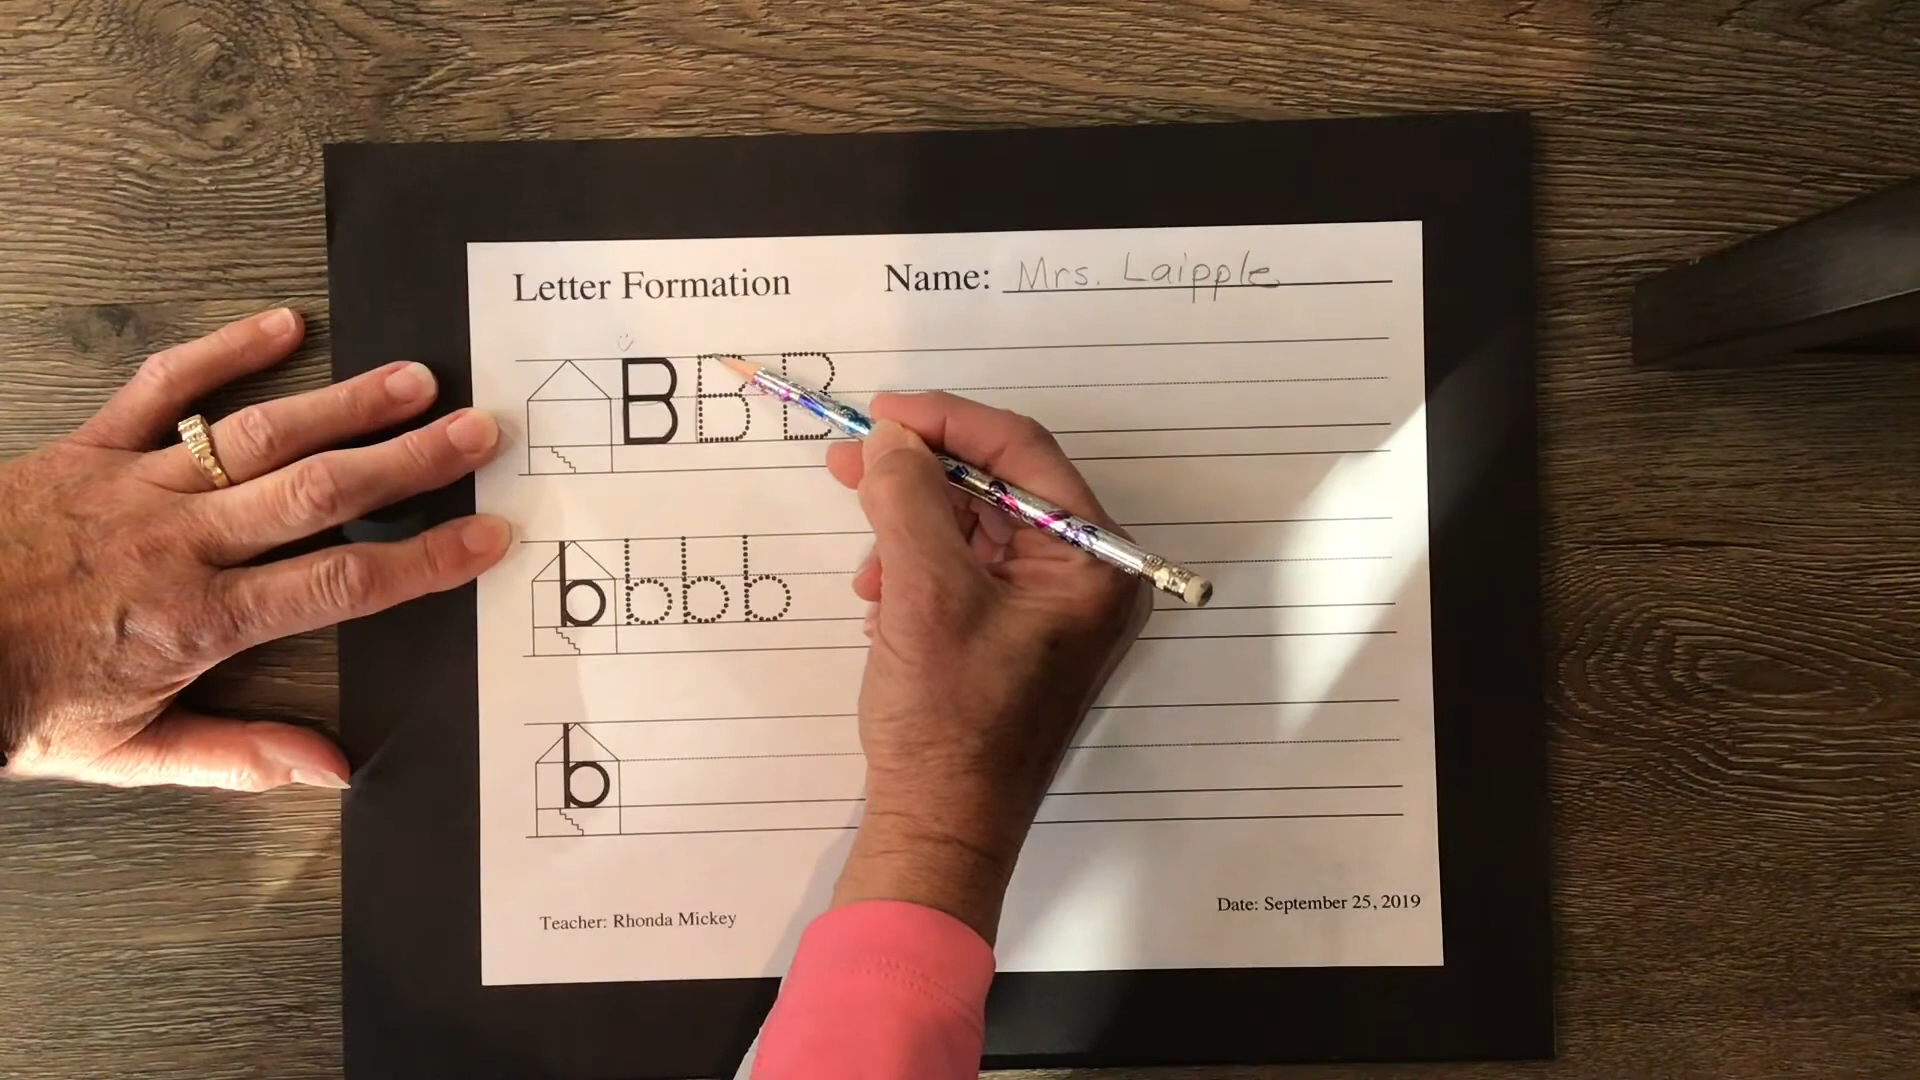 Letter Formation Name: Mrs. Laipple
B B B
b b b b
b
Teacher: Rhonda Mickey Date: September 25, 2019